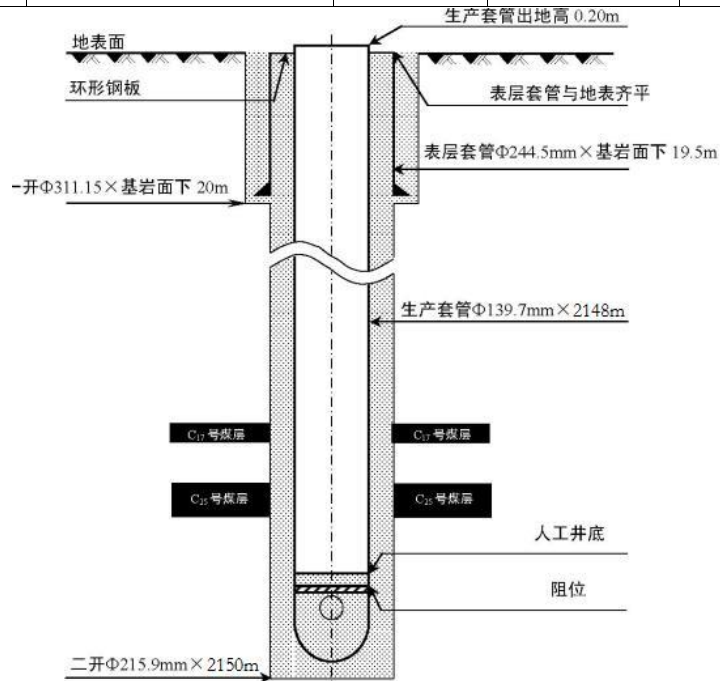 生产套管出地高 0.20m
地表面
环形钢板
表层套管与地表齐平
表层套管Φ244.5mm×基岩面下 19.5m
一开Φ311.15×基岩面下 20m
生产套管Φ139.7mm×2148m
C17 号煤层
C17 号煤层
C25 号煤层
C25 号煤层
人工井底
阻位
二开Φ215.9mm×2150m